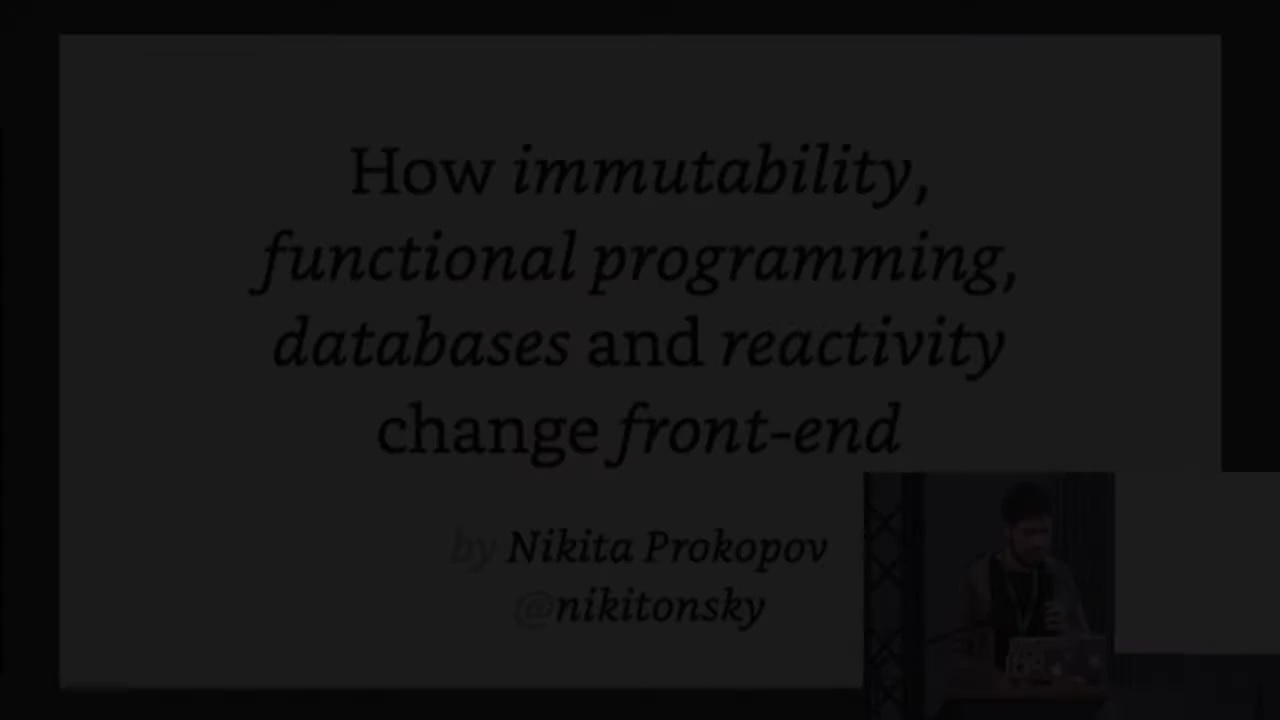 How immutability,
functional programming,
databases and reactivity
change front-end
by Nikita Prokopov
@nikitonsky